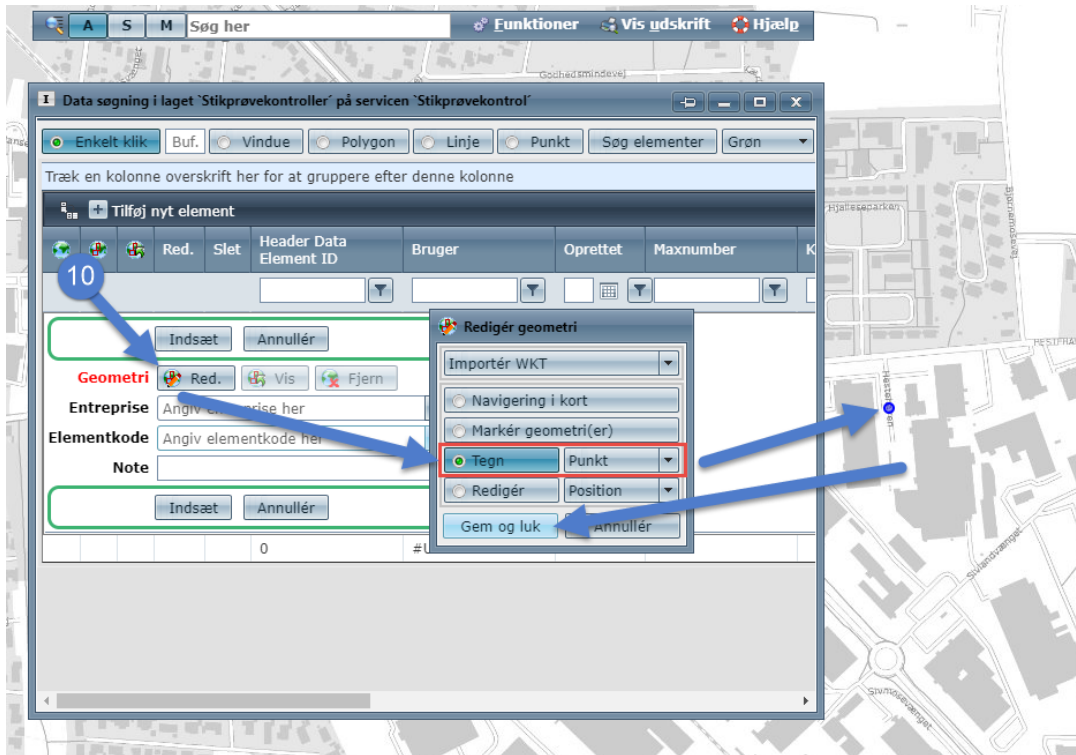 A S M Søg her Funktioner Vis udskrift Hjælp
Godhedsmindevej
Data søgning i laget `Stikprøvekontroller´ på servicen `Stikprøvekontrol´
Enkelt klik Buf. Vindue Polygon Linje Punkt Søg elementer Grøn
Træk en kolonne overskrift her for at gruppere efter denne kolonne
Tilføj nyt element
Hjalleseparken
Bjørnemosevej
Red. Slet Header Data Element ID Bruger Oprettet Maxnumber K
10
Redigér geometri
Indsæt Annullér
Importér WKT
Geometri Red. Vis Fjern
Navigering i kort
Entreprise Angiv entreprise her
Markér geometri(er)
Elementkode Angiv elementkode her
Tegn Punkt
Note
Redigér Position
Indsæt Annullér
Gem og luk Annullér
0 #U
Sivlandvænget
Sivmosevænget